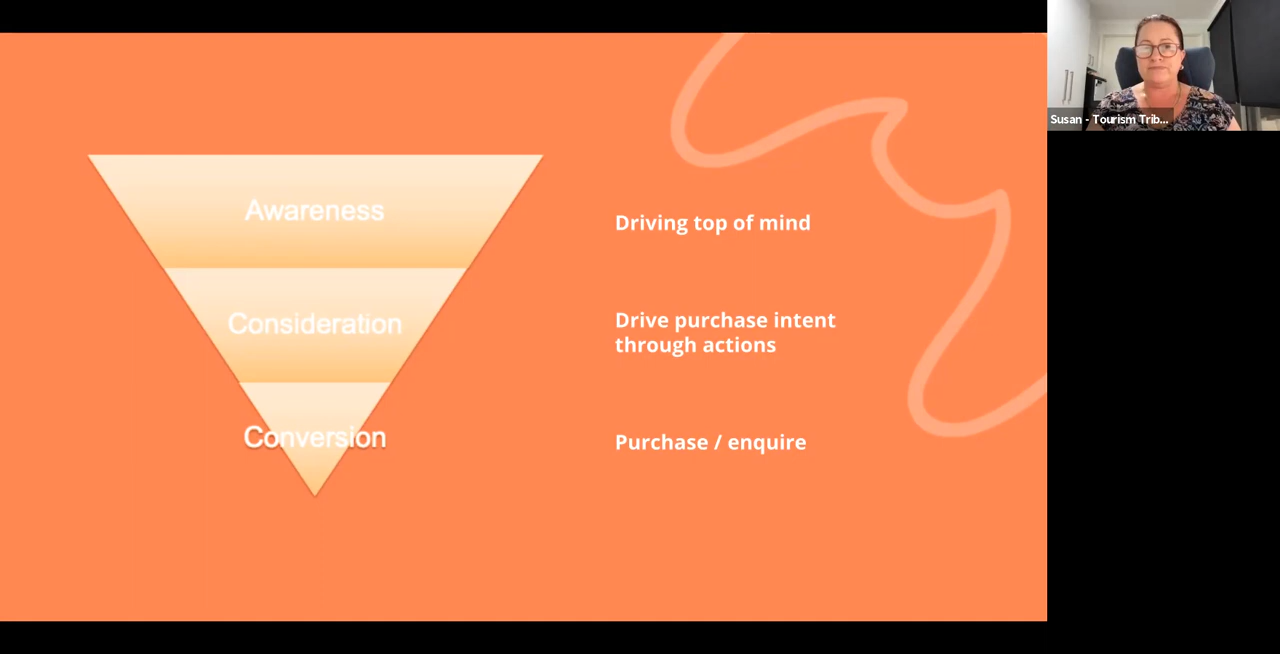 Awareness
Driving top of mind
Consideration
Drive purchase intent
through actions
Conversion
Purchase / enquire
Susan - Tourism Trib...